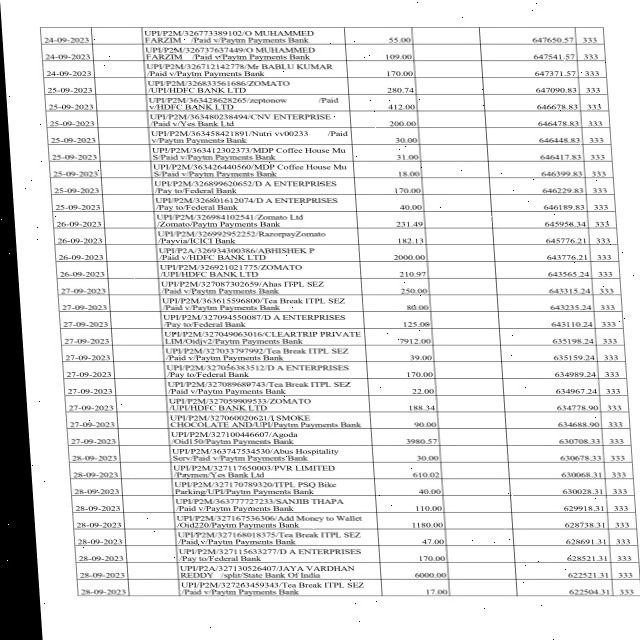 UPI/P2M/326773389102/O MUHAMMED
24-09-2023 FARZIM /Paid v/Paytm Payments Bank 55.00 647650.57 333
UPI/P2M/326737637449/O MUHAMMED
24-09-2023 FARZIM /Paid v/Paytm Payments Bank 109.00 647541.57 333
UPI/P2M/326712142778/Mr BABLU KUMAR
24-09-2023 /Paid v/Paytm Payments Bank 170.00 647371.57 333
UPI/P2M/326833561686/ZOMATO
25-09-2023 /UPI/HDFC BANK LTD 280.74 647090.83 333
UPI/P2M/363428628265/zeptonow /Paid
25-09-2023 v/HDFC BANK LTD 412.00 646678.83 333
UPI/P2M/363480238494/CNV ENTERPRISE
25-09-2023 /Paid v/Yes Bank Ltd 200.00 646478.83 333
UPI/P2M/363458421891/Nutri vv00233 /Paid
25-09-2023 v/Paytm Payments Bank 30.00 646448.83 333
UPI/P2M/363412302373/MDP Coffee House Mu
25-09-2023 S/Paid v/Paytm Payments Bank 31.00 646417.83 333
UPI/P2M/363426440560/MDP Coffee House Mu
25-09-2023 S/Paid v/Paytm Payments Bank 18.00 646399.83 333
UPI/P2M/326899620652/D A ENTERPRISES
25-09-2023 /Pay to/Federal Bank 170.00 646229.83 333
UPI/P2M/326801612074/D A ENTERPRISES
25-09-2023 /Pay to/Federal Bank 40.00 646189.83 333
UPI/P2M/326984102541/Zomato Ltd
26-09-2023 /Zomato/Paytm Payments Bank 231.49 645958.34 333
UPI/P2M/326992952252/RazorpayZomato
26-09-2023 /Payvia/ICICI Bank 182.13 645776.21 333
UPI/P2A/326934300386/ABHISHEK P
26-09-2023 /Paid v/HDFC BANK LTD 2000.00 643776.21 333
UPI/P2M/326921021775/ZOMATO
26-09-2023 /UPI/HDFC BANK LTD 210.97 643565.24 333
UPI/P2M/327087302659/Ahas ITPL SEZ
27-09-2023 /Paid v/Paytm Payments Bank 250.00 643315.24 333
UPI/P2M/363615596800/Tea Break ITPL SEZ
27-09-2023 /Paid v/Paytm Payments Bank 80.00 643235.24 333
UPI/P2M/327094550087/D A ENTERPRISES
27-09-2023 /Pay to/Federal Bank 125.00 643110.24 333
UPI/P2M/327049063016/CLEARTRIP PRIVATE
27-09-2023 LIM/Oidjv2/Paytm Payments Bank 7912.00 635198.24 333
UPI/P2M/327033797992/Tea Break ITPL SEZ
27-09-2023 /Paid v/Paytm Payments Bank 39.00 635159.24 333
UPI/P2M/327056383512/D A ENTERPRISES
27-09-2023 /Pay to/Federal Bank 170.00 634989.24 333
UPI/P2M/327089680743/Tea Break ITPL SEZ
27-09-2023 /Paid v/Paytm Payments Bank 22.00 634967.24 333
UPI/P2M/327059909533/ZOMATO
27-09-2023 /UPI/HDFC BANK LTD 188.34 634778.90 333
UPI/P2M/327060020621/I SMOKE
27-09-2023 CHOCOLATE AND/UPI/Paytm Payments Bank 90.00 634688.90 333
UPI/P2M/327100446607/Agoda
27-09-2023 /Oid150/Paytm Payments Bank 3980.57 630708.33 333
UPI/P2M/363747534530/Abus Hospitality
28-09-2023 Serv/Paid v/Paytm Payments Bank 30.00 630678.33 333
UPI/P2M/327117650003/PVR LIMITED
28-09-2023 /Paymen/Yes Bank Ltd 610.02 630068.31 333
UPI/P2M/327170789320/ITPL PSQ Bike
28-09-2023 Parking/UPI/Paytm Payments Bank 40.00 630028.31 333
UPI/P2M/363777727233/SANJIB THAPA
28-09-2023 /Paid v/Paytm Payments Bank 110.00 629918.31 333
UPI/P2M/327167536306/Add Money to Wallet
28-09-2023 /Oid220/Paytm Payments Bank 1180.00 628738.31 333
UPI/P2M/327168018375/Tea Break ITPL SEZ
28-09-2023 /Paid v/Paytm Payments Bank 47.00 628691.31 333
UPI/P2M/327115633277/D A ENTERPRISES
28-09-2023 /Pay to/Federal Bank 170.00 628521.31 333
UPI/P2A/327130526407/JAYA VARDHAN
28-09-2023 REDDY /split/State Bank Of India 6000.00 622521.31 333
UPI/P2M/327263459343/Tea Break ITPL SEZ
28-09-2023 /Paid v/Paytm Payments Bank 17.00 622504.31 333